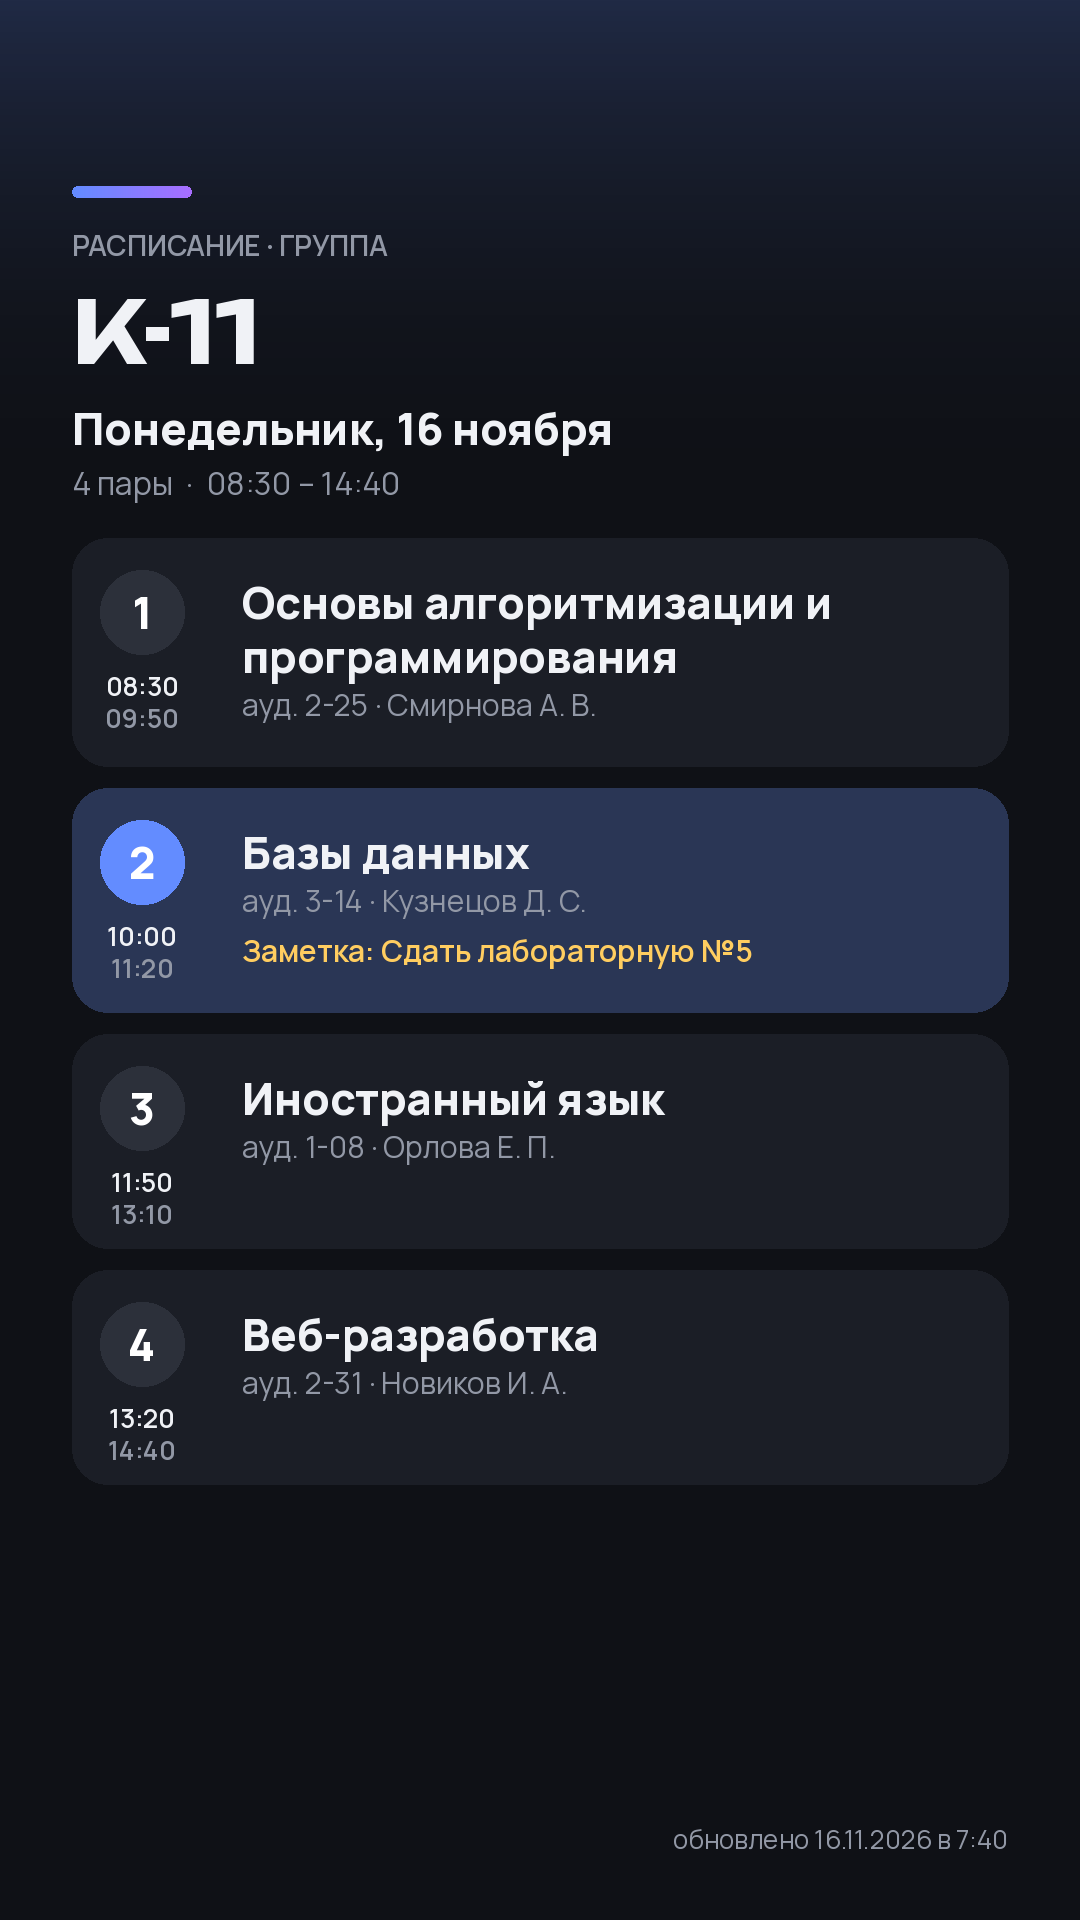 РАСПИСАНИЕ · ГРУППА
К-11
Понедельник, 16 ноября
4 пары · 08:30 – 14:40
1
Основы алгоритмизации и
программирования
08:30
ауд. 2-25 · Смирнова А. В.
09:50
2
Базы данных
ауд. 3-14 · Кузнецов Д. С.
10:00
Заметка: Сдать лабораторную №5
11:20
3
Иностранный язык
ауд. 1-08 · Орлова Е. П.
11:50
13:10
4
Веб-разработка
ауд. 2-31 · Новиков И. А.
13:20
14:40
обновлено 16.11.2026 в 7:40